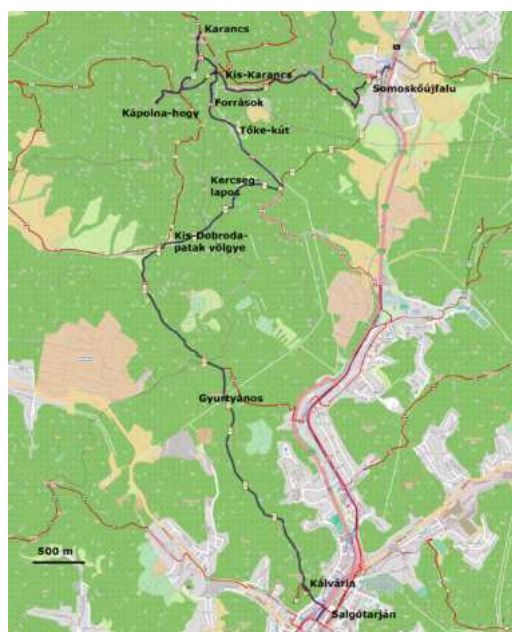 Karancs
Kis-Karancs
Somoskőújfalu
Kápolna-hegy
Források
Tőke-kút
Kercseg-
lapos
Kis-Dobroda-
patak völgye
Gyurtyános
500 m
Kálvária
Salgótarján